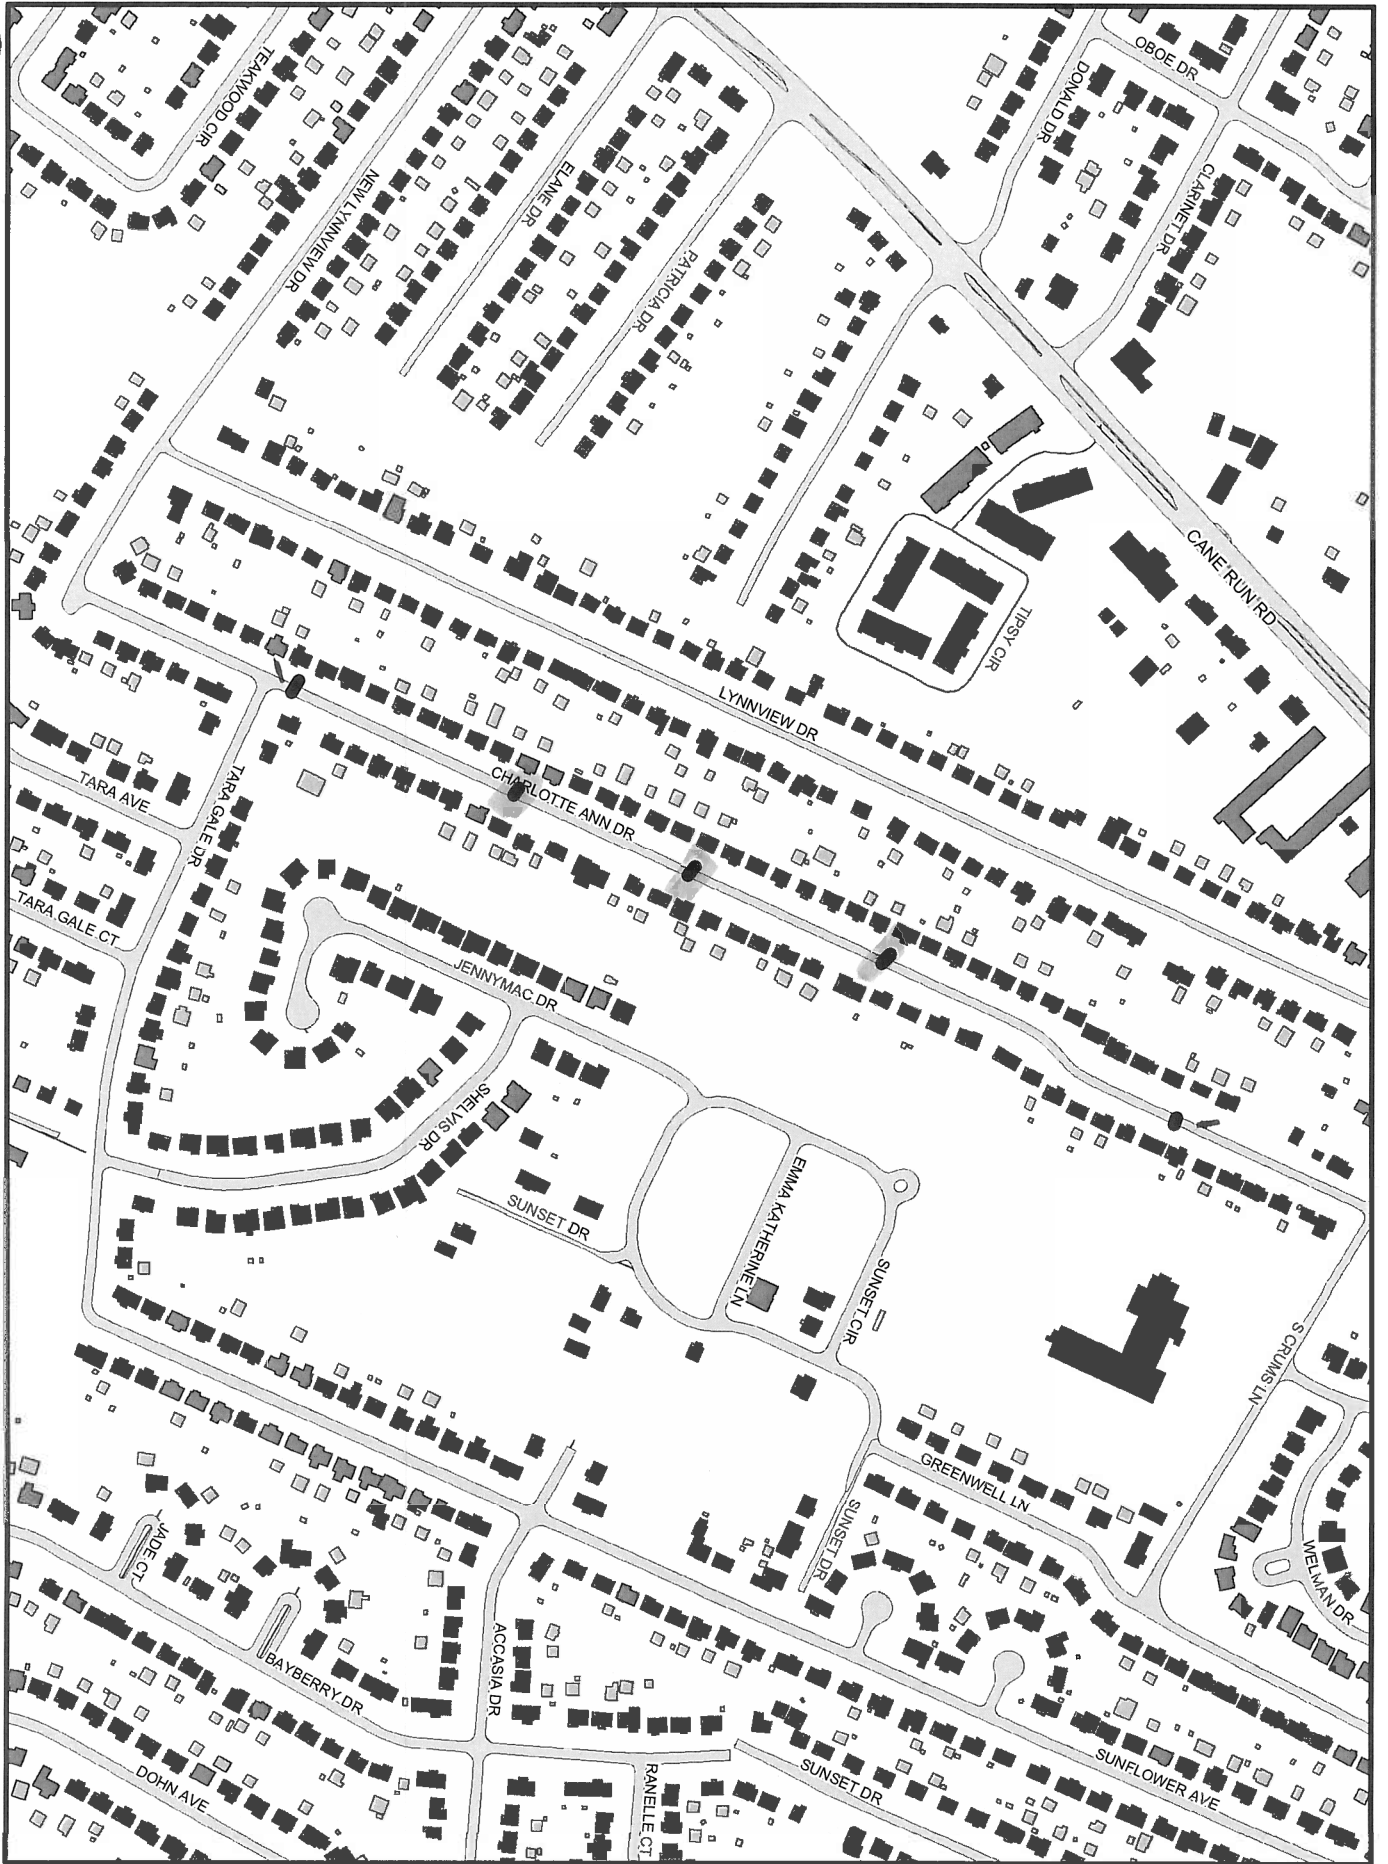 OBOE DR
TEAKWOOD CIR
DONALD DR
CLARINET DR
ELANE DR
NEW LYNNVIEW DR
PATRICIA DR
CANE RUN RD
TIPSY CIR
LYNNVIEW DR
CHARLOTTE ANN DR
TARA AVE
TARA GALE DR
TARA GALE CT
JENNYMAC DR
SHELVIS DR
EMMA KATHERINE LN
SUNSET DR
SUNSET CIR
S CRUMS LN
GREENWELL LN
SUNSET DR
JADE CT
WELMAN DR
BAYBERRY DR
ACCASIA DR
SUNFLOWER AVE
SUNSET DR
DOHN AVE
RANELLE CT